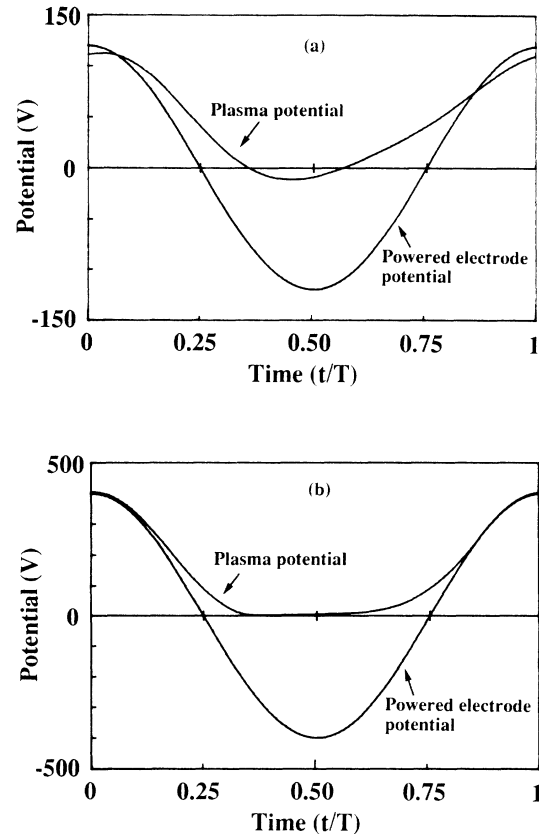 150
(a)
Plasma potential
Potential (V)
0
Powered electrode
potential
-150
0
0.25
0.50
0.75
1
Time (t/T)
500
(b)
Plasma potential
Potential (V)
0
Powered electrode
potential
-500
0
0.25
0.50
0.75
1
Time (t/T)